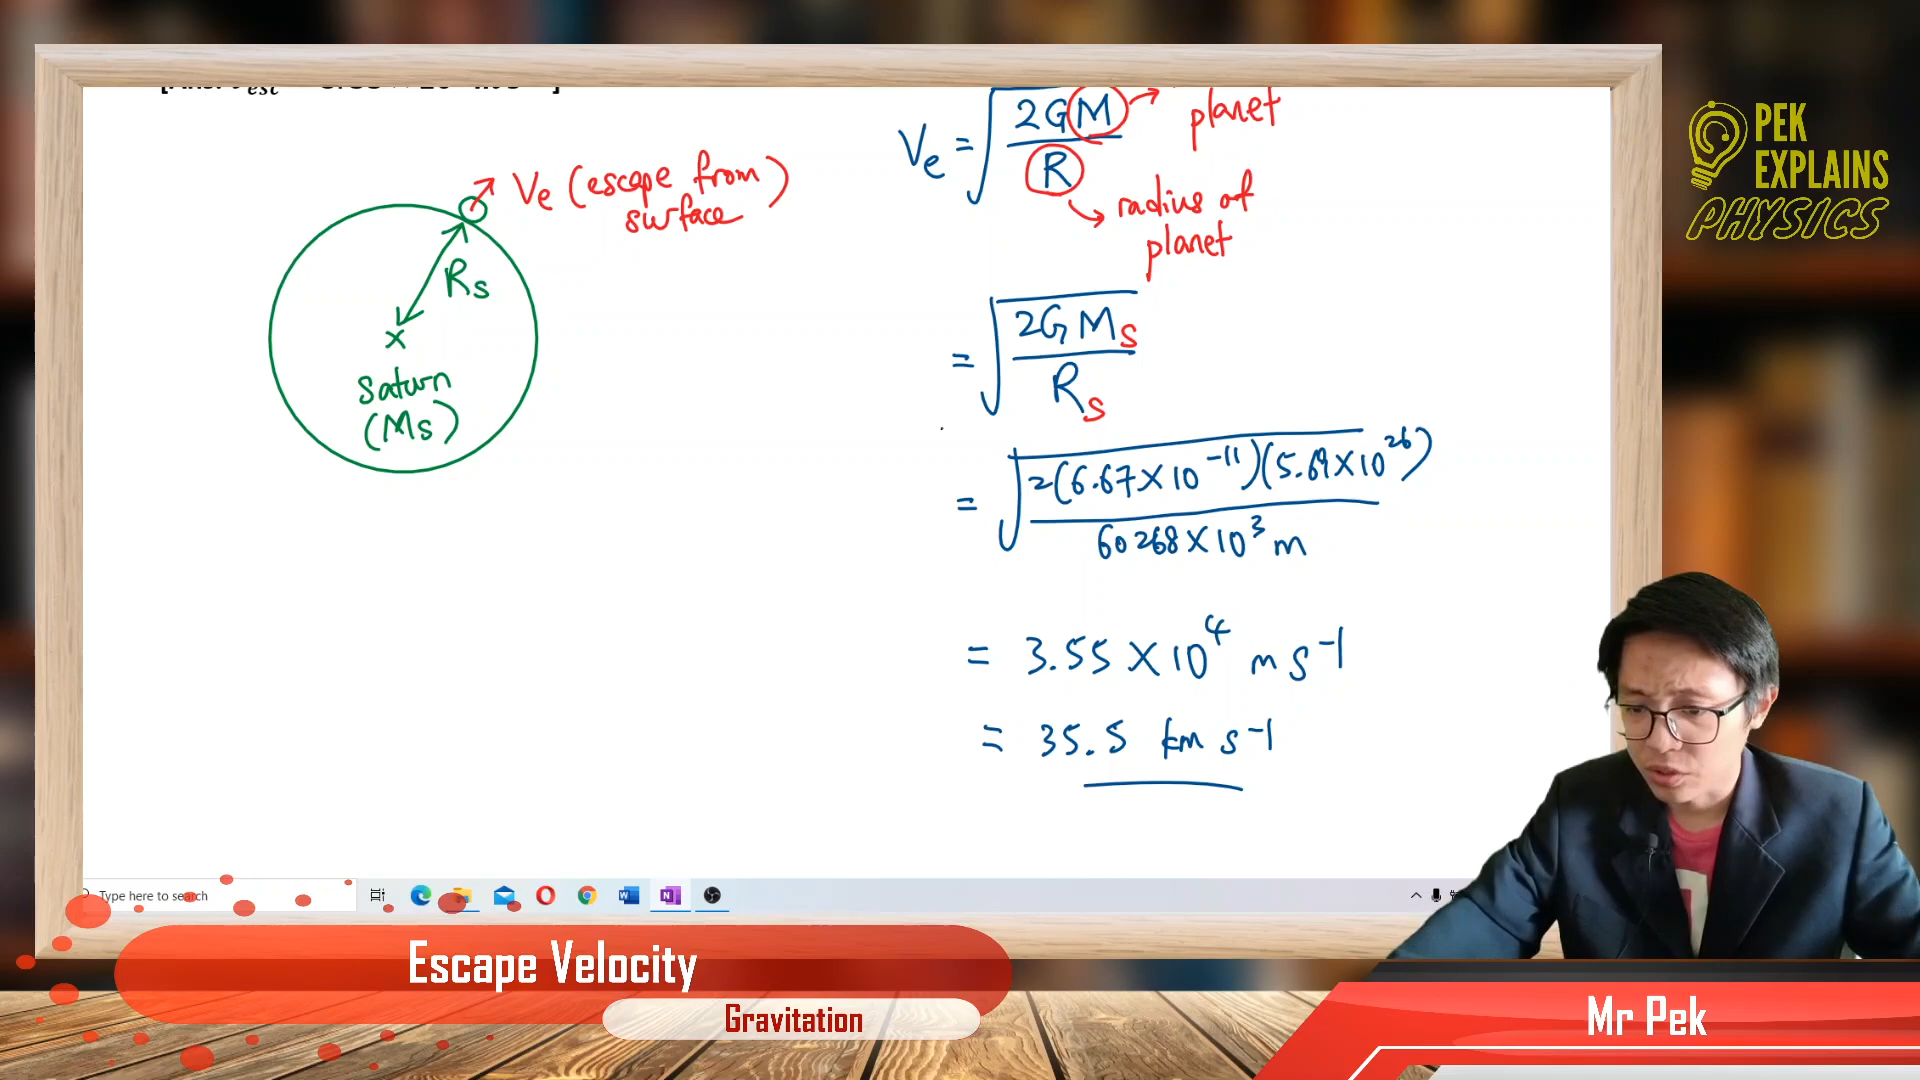 Ve = √(2GM / R) → planet
→ radius of planet
Ve (escape from surface)
Rs
x
Saturn
(Ms)
= √(2GMs / Rs)
= √(2(6.67×10⁻¹¹)(5.69×10²⁶) / 60268×10³ m)
= 3.55 × 10⁴ m s⁻¹
= 35.5 km s⁻¹
PEK
EXPLAINS
PHYSICS
Type here to search
Escape Velocity
Gravitation
Mr Pek